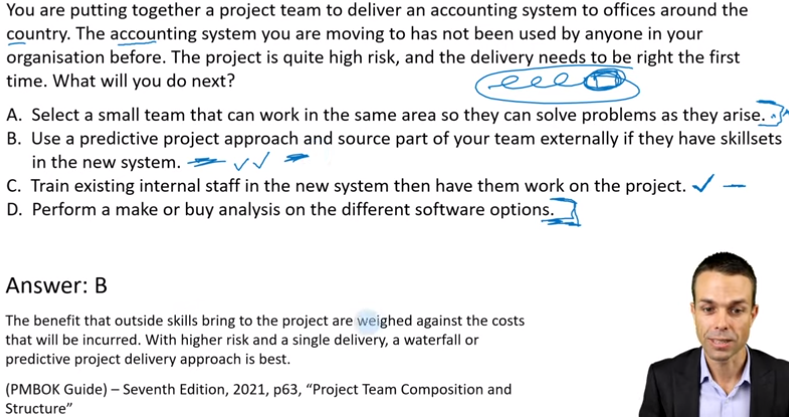 You are putting together a project team to deliver an accounting system to offices around the
country. The accounting system you are moving to has not been used by anyone in your
organisation before. The project is quite high risk, and the delivery needs to be right the first
time. What will you do next?
A. Select a small team that can work in the same area so they can solve problems as they arise.
B. Use a predictive project approach and source part of your team externally if they have skillsets
in the new system.
C. Train existing internal staff in the new system then have them work on the project.
D. Perform a make or buy analysis on the different software options.
Answer: B
The benefit that outside skills bring to the project are weighed against the costs
that will be incurred. With higher risk and a single delivery, a waterfall or
predictive project delivery approach is best.
(PMBOK Guide) – Seventh Edition, 2021, p63, “Project Team Composition and
Structure”